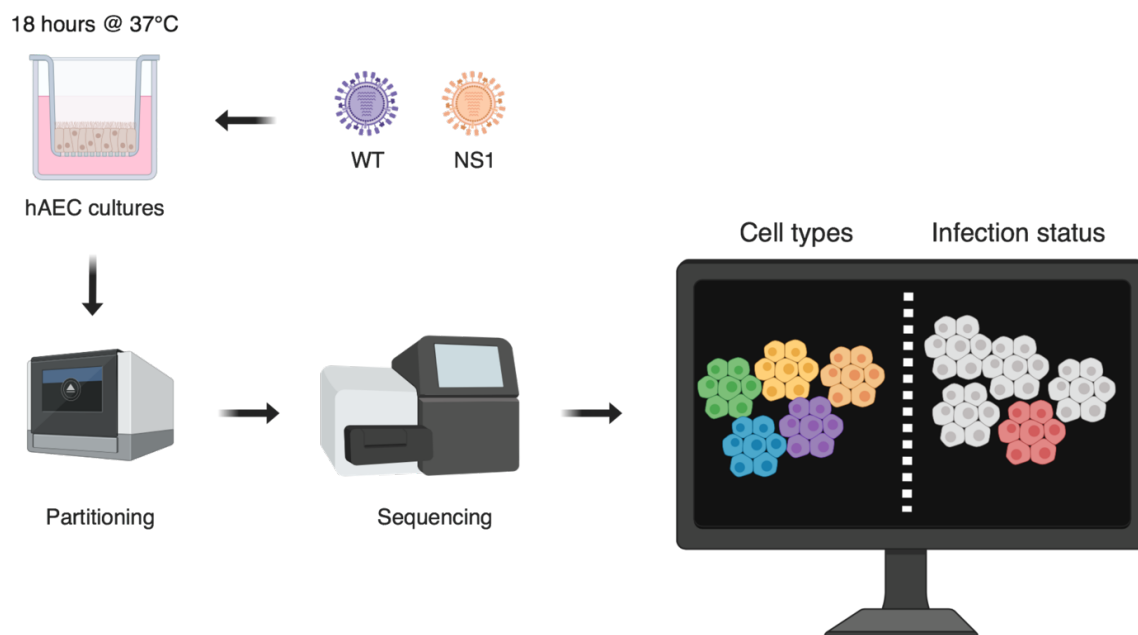 18 hours @ 37°C
WT
NS1
hAEC cultures
Cell types
Infection status
Partitioning
Sequencing